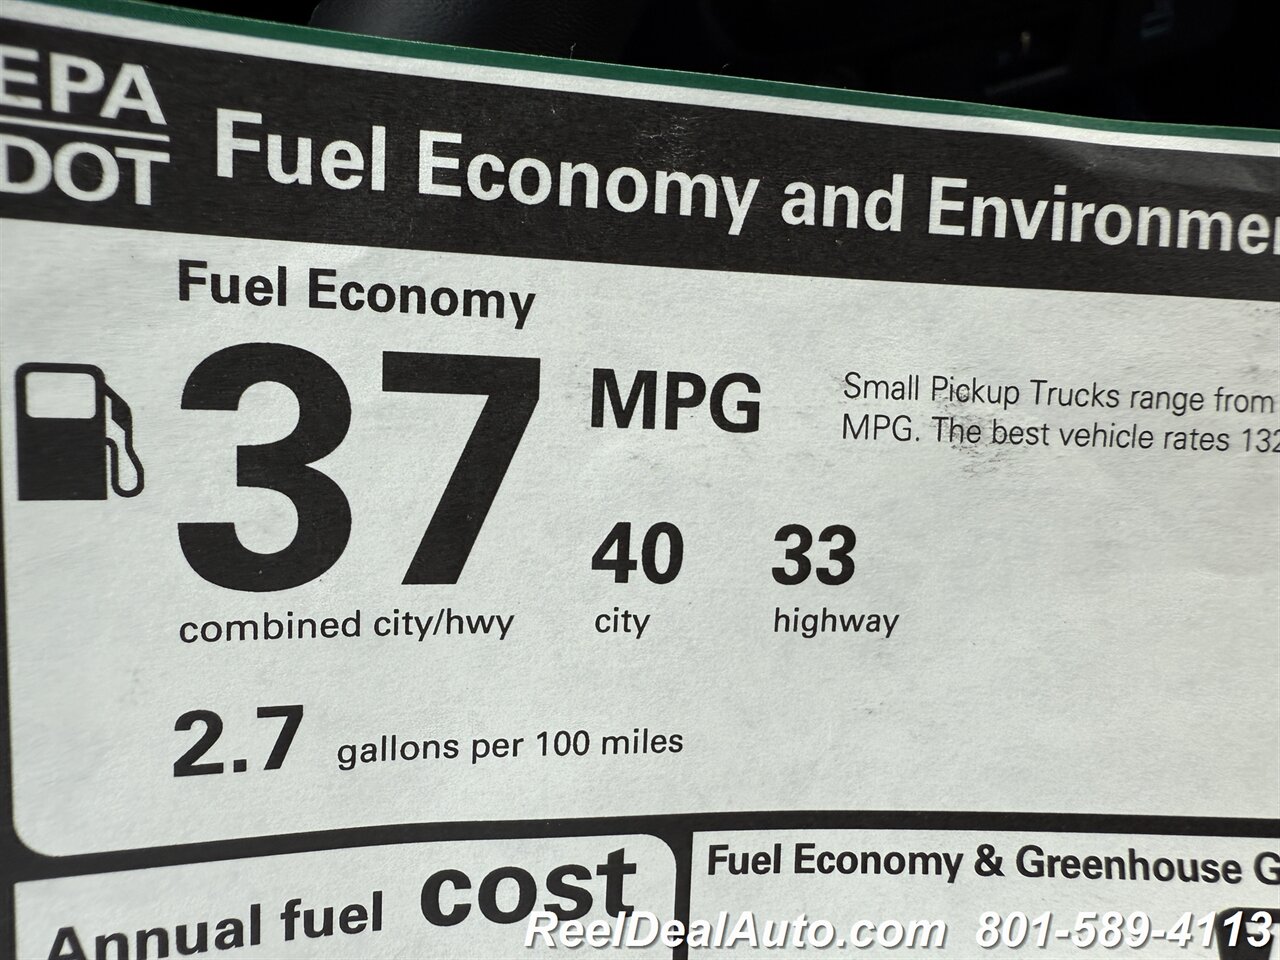 EPA
DOT
Fuel Economy and Environme
Fuel Economy
37 MPG
Small Pickup Trucks range from
MPG. The best vehicle rates 132
40 33
combined city/hwy city highway
2.7 gallons per 100 miles
Annual fuel cost
Fuel Economy & Greenhouse G
ReelDealAuto.com 801-589-4113